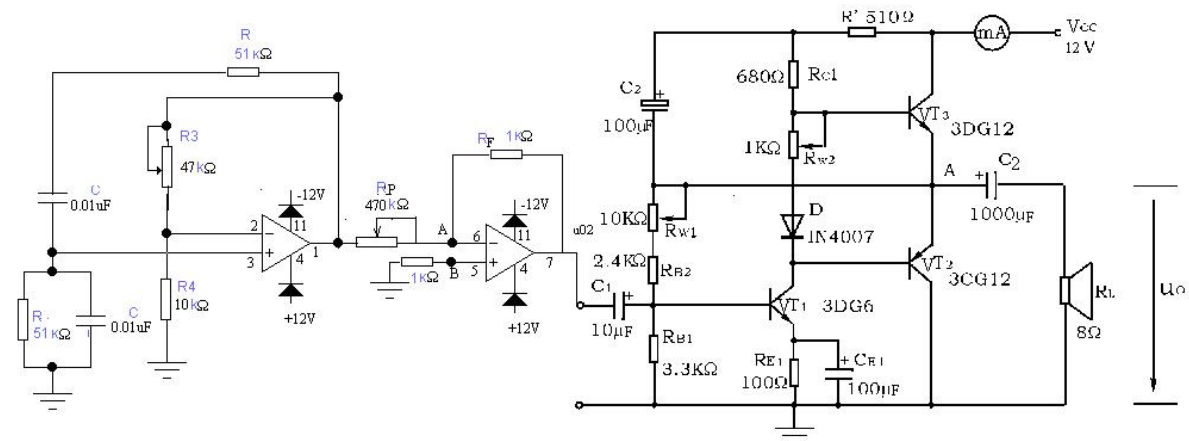 R
51KΩ
R3
47kΩ
C
0.01uF
-12V
2
11
3
4
1
+12V
R4
10kΩ
R
51KΩ
C
0.01uF
RP
470kΩ
A
B
1kΩ
RF 1kΩ
-12V
6
11
5
4
7
+12V
u02
C1
10μF
C2
100μF
R' 510Ω
mA
Vcc
12V
680Ω
RC1
1KΩ
RW2
VT3
3DG12
A
C2
1000μF
10KΩ
RW1
D
IN4007
2.4KΩ
RB2
VT2
3CG12
VT1
3DG6
RB1
3.3KΩ
RE1
100Ω
CE1
100μF
RL
8Ω
uo